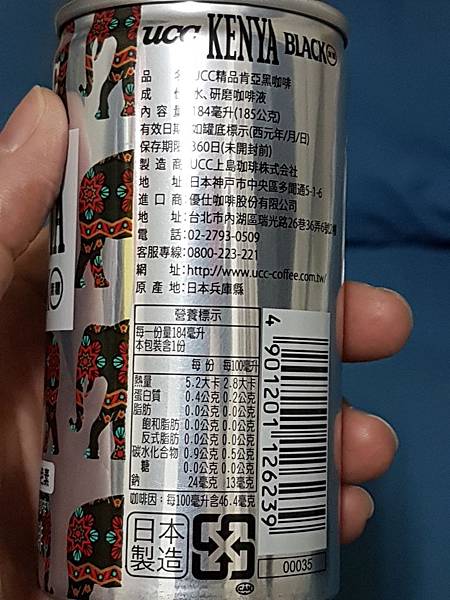 UCC KENYA BLACK 無糖
品 名:UCC精品肯亞黑咖啡
成 份:水、研磨咖啡液
內 容 量:184毫升(185公克)
有效日期:如罐底標示(西元年/月/日)
保存期限:360日(未開封前)
製 造 商:UCC上島珈琲株式会社
地 址:日本神戶市中央區多聞通5-1-6
進 口 商:優仕咖啡股份有限公司
地 址:台北市內湖區瑞光路26巷36弄6號2樓
電 話:02-2793-0509
客服專線:0800-223-221
網 址:http://www.ucc-coffee.com.tw/
原 產 地:日本兵庫縣
營養標示
每一份量184毫升
本包裝含1份
每 份 每100毫升
熱量 5.2大卡 2.8大卡
蛋白質 0.4公克 0.2公克
脂肪 0.0公克 0.0公克
飽和脂肪 0.0公克 0.0公克
反式脂肪 0.0公克 0.0公克
碳水化合物 0.9公克 0.5公克
糖 0.0公克 0.0公克
鈉 24毫克 13毫克
咖啡因：每100毫升含46.4毫克
日本
製造
4 901201 126239
00035